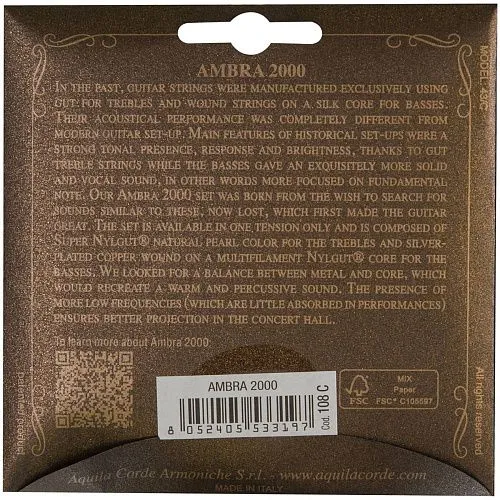 AMBRA 2000
IN THE PAST, GUITAR STRINGS WERE MANUFACTURED EXCLUSIVELY USING
GUT FOR TREBLES AND WOUND STRINGS ON A SILK CORE FOR BASSES.
THEIR ACOUSTICAL PERFORMANCE WAS COMPLETELY DIFFERENT FROM
MODERN GUITAR SET-UP. MAIN FEATURES OF HISTORICAL SET-UPS WERE A
STRONG TONAL PRESENCE, RESPONSE AND BRIGHTNESS, THANKS TO GUT
TREBLE STRINGS WHILE THE BASSES GAVE AN EXQUISITELY MORE SOLID
AND VOCAL SOUND, IN OTHER WORDS MORE FOCUSED ON FUNDAMENTAL
NOTE. OUR AMBRA 2000 SET WAS BORN FROM THE WISH TO SEARCH FOR
SOUNDS SIMILAR TO THESE, NOW LOST, WHICH FIRST MADE THE GUITAR
GREAT. THE SET IS AVAILABLE IN ONE TENSION ONLY AND IS COMPOSED OF
SUPER NYLGUT® NATURAL PEARL COLOR FOR THE TREBLES AND SILVER-
PLATED COPPER WOUND ON A MULTIFILAMENT NYLGUT® CORE FOR THE
BASSES. WE LOOKED FOR A BALANCE BETWEEN METAL AND CORE, WHICH
WOULD RECREATE A WARM AND PERCUSSIVE SOUND. THE PRESENCE OF
MORE LOW FREQUENCIES (WHICH ARE LITTLE ABSORBED IN PERFORMANCES)
ENSURES BETTER PROJECTION IN THE CONCERT HALL.
To learn more about Ambra 2000
AMBRA 2000
8 052405 533197
Cod. 108 C
FSC
MIX
Paper
FSC® C105597
All rights reserved
Aquila Corde Armoniche S.r.l. - www.aquilacorde.com
MADE IN ITALY